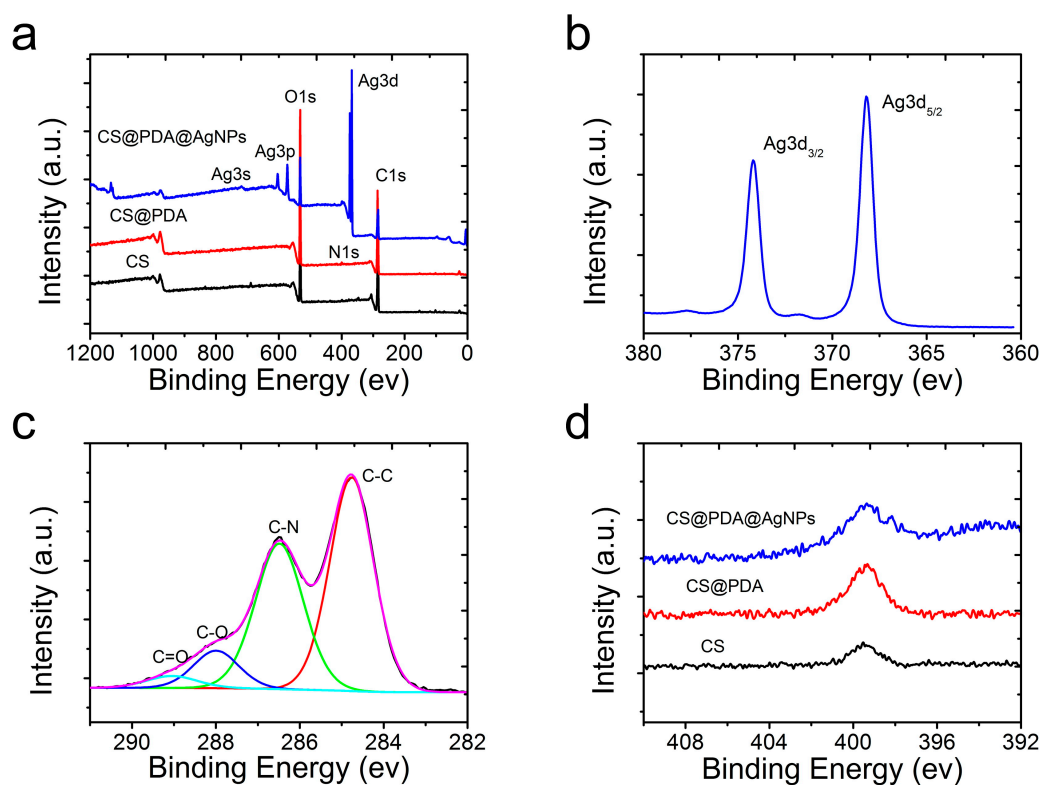 a
O1s
Ag3d
CS@PDA@AgNPs
Ag3p
Ag3s
C1s
CS@PDA
N1s
CS
Intensity (a.u.)
1200 1000 800 600 400 200 0
Binding Energy (ev)
b
Ag3d5/2
Ag3d3/2
Intensity (a.u.)
380 375 370 365 360
Binding Energy (ev)
c
C-C
C-N
C-O
C=O
Intensity (a.u.)
290 288 286 284 282
Binding Energy (ev)
d
CS@PDA@AgNPs
CS@PDA
CS
Intensity (a.u.)
408 404 400 396 392
Binding Energy (ev)